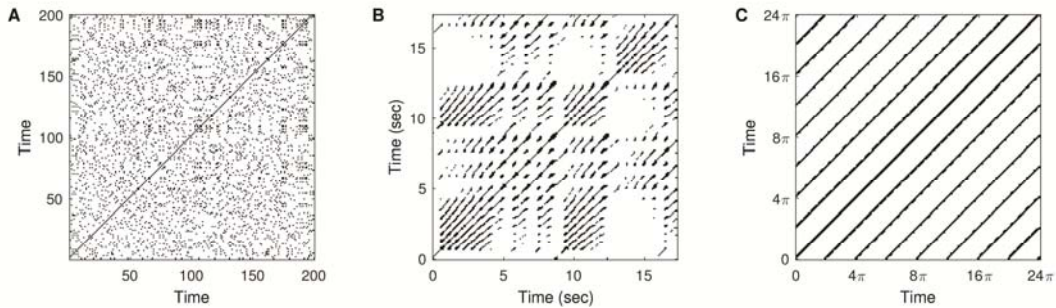 A
200
150
100
50
Time
50 100 150 200
Time
B
15
10
5
0
Time (sec)
0 5 10 15
Time (sec)
C
24π
16π
8π
4π
0
Time
0 4π 8π 16π 24π
Time